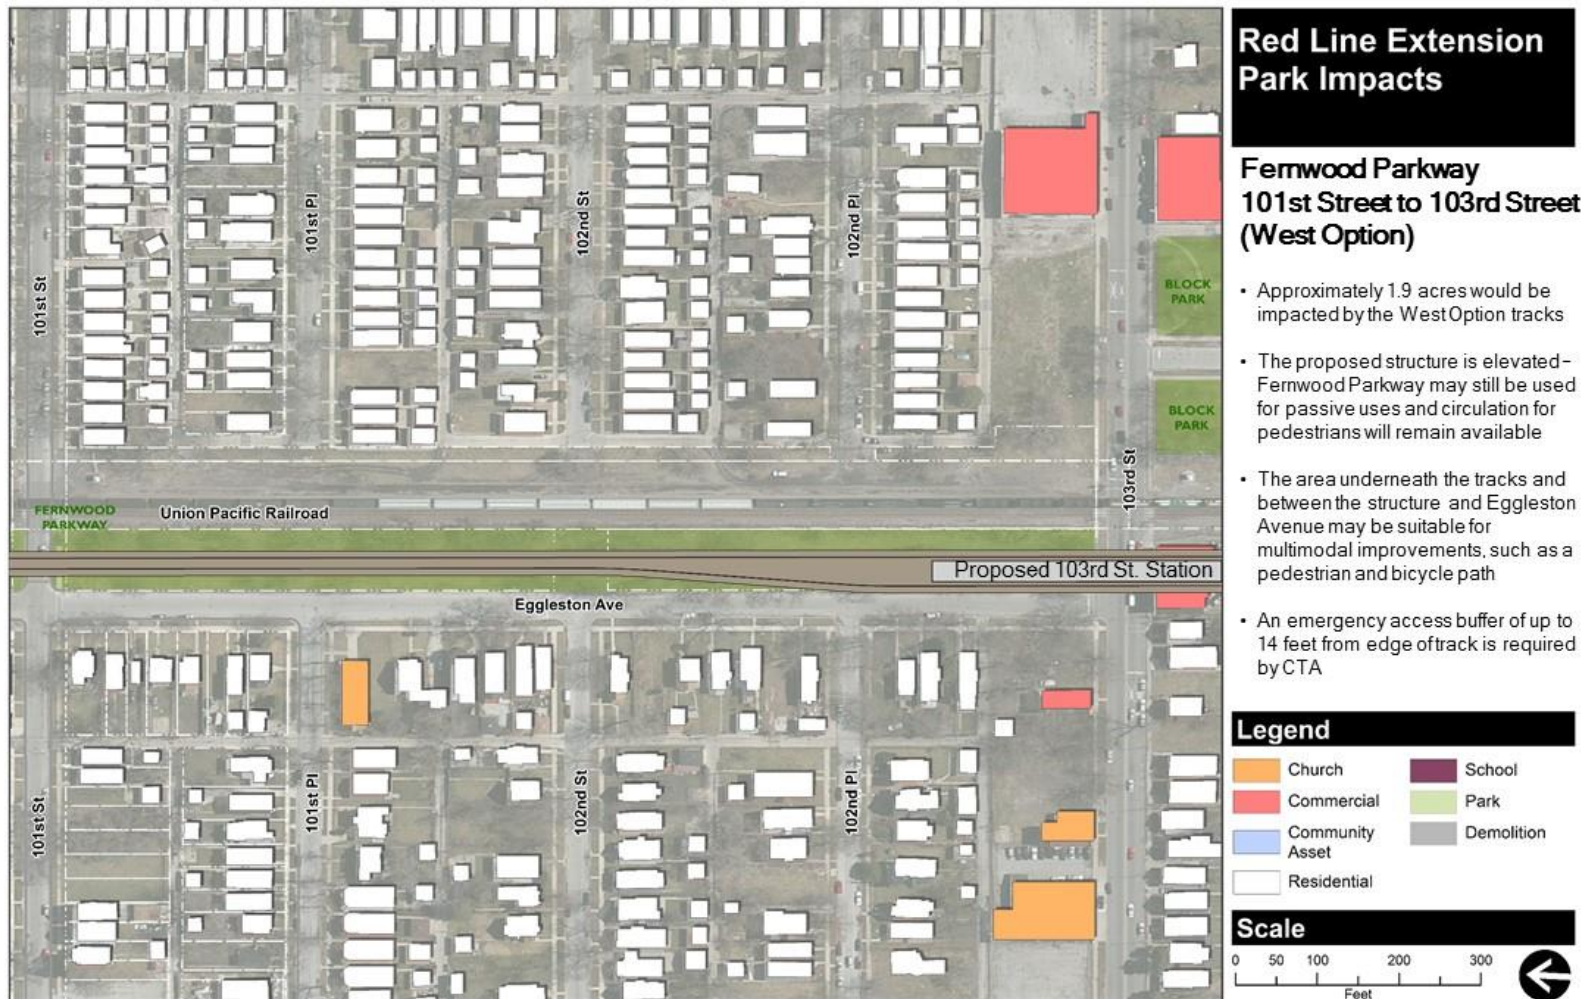 Red Line Extension
Park Impacts
Fernwood Parkway
101st Street to 103rd Street
(West Option)
• Approximately 1.9 acres would be
impacted by the West Option tracks
• The proposed structure is elevated–
Fernwood Parkway may still be used
for passive uses and circulation for
pedestrians will remain available
• The area underneath the tracks and
between the structure and Eggleston
Avenue may be suitable for
multimodal improvements, such as a
pedestrian and bicycle path
• An emergency access buffer of up to
14 feet from edge of track is required
by CTA
Legend
Church
School
Commercial
Park
Community
Asset
Demolition
Residential
Scale
0 50 100 200 300
Feet
101st St
101st Pl
102nd St
102nd Pl
BLOCK
PARK
BLOCK
PARK
103rd St
FERNWOOD
PARKWAY
Union Pacific Railroad
Proposed 103rd St. Station
Eggleston Ave
101st St
101st Pl
102nd St
102nd Pl